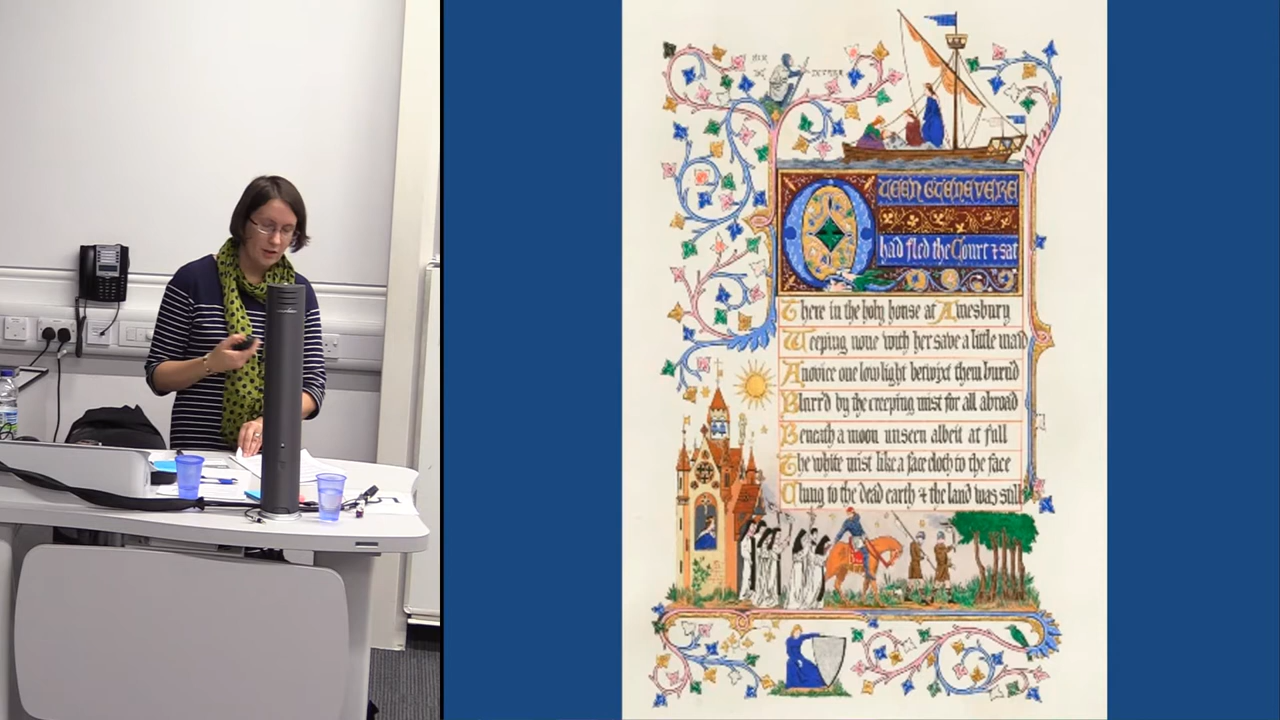 QUEEN GUENEVERE
had fled the Court & sat
There in the holy house at Amesbury
Weeping none with her save a little maid
A novice one low light betwixt them burn'd
Blurr'd by the creeping mist for all abroad
Beneath a moon unseen albeit at full
The white mist like a face cloth to the face
Clung to the dead earth & the land was still